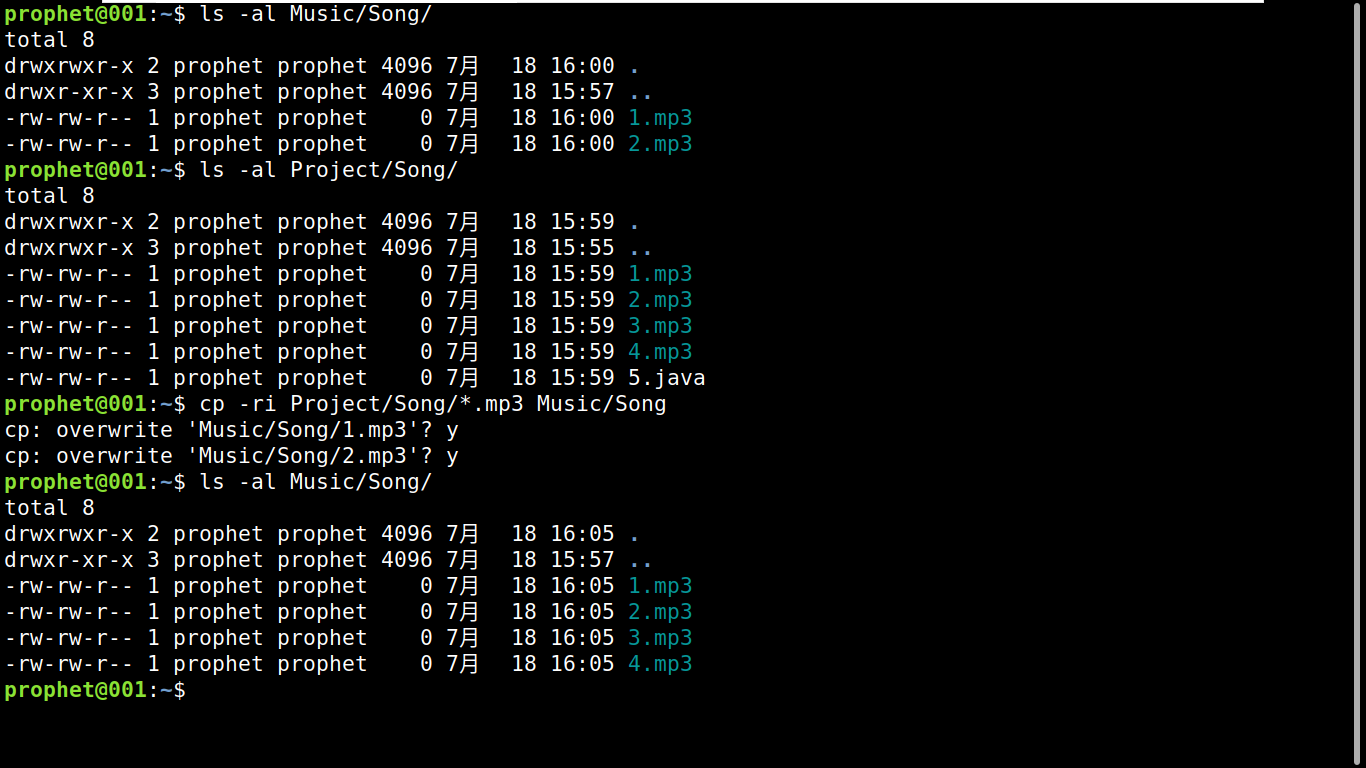 prophet@001:~$ ls -al Music/Song/
total 8
drwxrwxr-x 2 prophet prophet 4096 7月  18 16:00 .
drwxr-xr-x 3 prophet prophet 4096 7月  18 15:57 ..
-rw-rw-r-- 1 prophet prophet    0 7月  18 16:00 1.mp3
-rw-rw-r-- 1 prophet prophet    0 7月  18 16:00 2.mp3
prophet@001:~$ ls -al Project/Song/
total 8
drwxrwxr-x 2 prophet prophet 4096 7月  18 15:59 .
drwxrwxr-x 3 prophet prophet 4096 7月  18 15:55 ..
-rw-rw-r-- 1 prophet prophet    0 7月  18 15:59 1.mp3
-rw-rw-r-- 1 prophet prophet    0 7月  18 15:59 2.mp3
-rw-rw-r-- 1 prophet prophet    0 7月  18 15:59 3.mp3
-rw-rw-r-- 1 prophet prophet    0 7月  18 15:59 4.mp3
-rw-rw-r-- 1 prophet prophet    0 7月  18 15:59 5.java
prophet@001:~$ cp -ri Project/Song/*.mp3 Music/Song
cp: overwrite 'Music/Song/1.mp3'? y
cp: overwrite 'Music/Song/2.mp3'? y
prophet@001:~$ ls -al Music/Song/
total 8
drwxrwxr-x 2 prophet prophet 4096 7月  18 16:05 .
drwxr-xr-x 3 prophet prophet 4096 7月  18 15:57 ..
-rw-rw-r-- 1 prophet prophet    0 7月  18 16:05 1.mp3
-rw-rw-r-- 1 prophet prophet    0 7月  18 16:05 2.mp3
-rw-rw-r-- 1 prophet prophet    0 7月  18 16:05 3.mp3
-rw-rw-r-- 1 prophet prophet    0 7月  18 16:05 4.mp3
prophet@001:~$